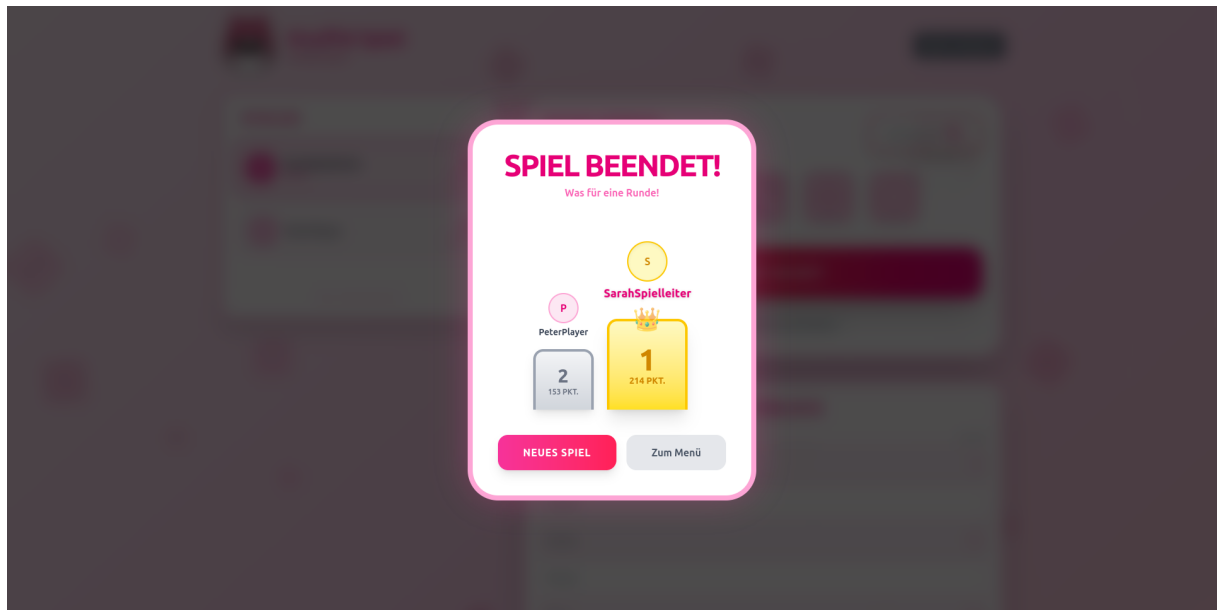 SPIEL BEENDET!
Was für eine Runde!
S
SarahSpielleiter
P
PeterPlayer
1
214 PKT.
2
153 PKT.
NEUES SPIEL
Zum Menü